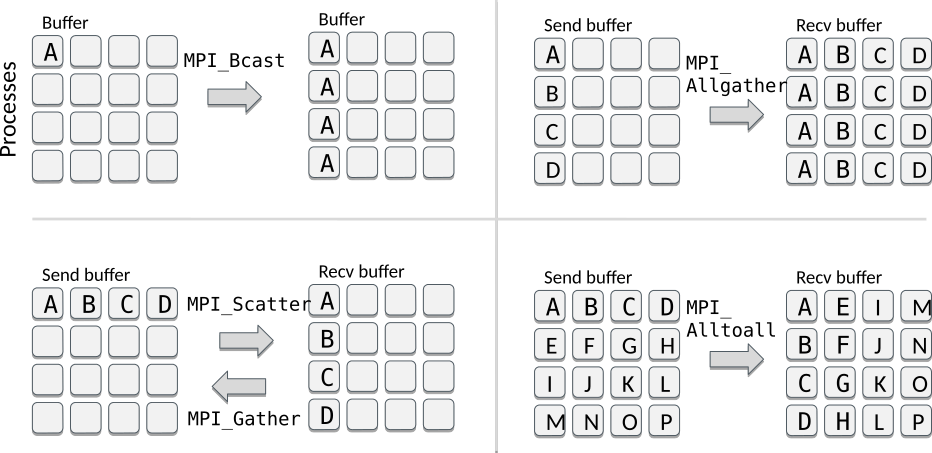 Processes
Buffer
Buffer
A
MPI_Bcast
A
A
A
A
Send buffer
Recv buffer
A
B
C
D
MPI_
Allgather
A B C D
A B C D
A B C D
A B C D
Send buffer
Recv buffer
A B C D
MPI_Scatter
MPI_Gather
A
B
C
D
Send buffer
Recv buffer
A B C D
E F G H
I J K L
M N O P
MPI_
Alltoall
A E I M
B F J N
C G K O
D H L P